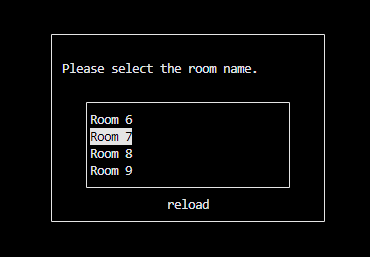 Please select the room name.
Room 6
Room 7
Room 8
Room 9
reload